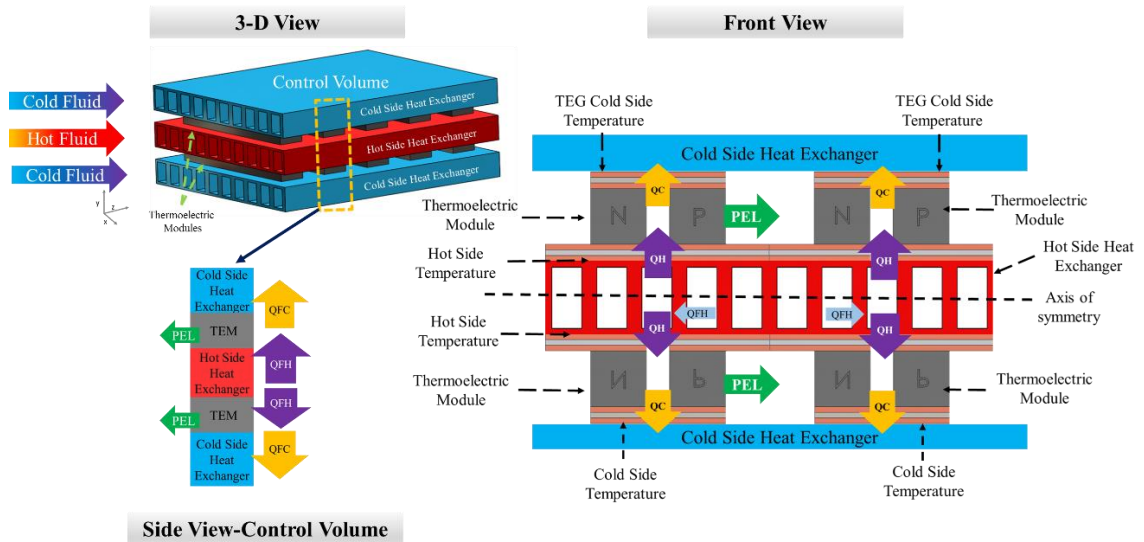 3-D View
Front View
Cold Fluid
Hot Fluid
Cold Fluid
Control Volume
Cold Side Heat Exchanger
Hot Side Heat Exchanger
Cold Side Heat Exchanger
y
z
x
Thermoelectric
Modules
Cold Side
Heat
Exchanger
TEM
Hot Side
Heat
Exchanger
TEM
Cold Side
Heat
Exchanger
PEL
PEL
QFC
QFH
QFH
QFC
Side View-Control Volume
TEG Cold Side
Temperature
TEG Cold Side
Temperature
Cold Side Heat Exchanger
QC
QC
Thermoelectric
Module
N
P
PEL
N
P
Thermoelectric
Module
Hot Side
Temperature
QH
QH
Hot Side Heat
Exchanger
QFH
QFH
Axis of
symmetry
Hot Side
Temperature
QH
QH
Thermoelectric
Module
N
P
PEL
N
P
Thermoelectric
Module
QC
QC
Cold Side Heat Exchanger
Cold Side
Temperature
Cold Side
Temperature